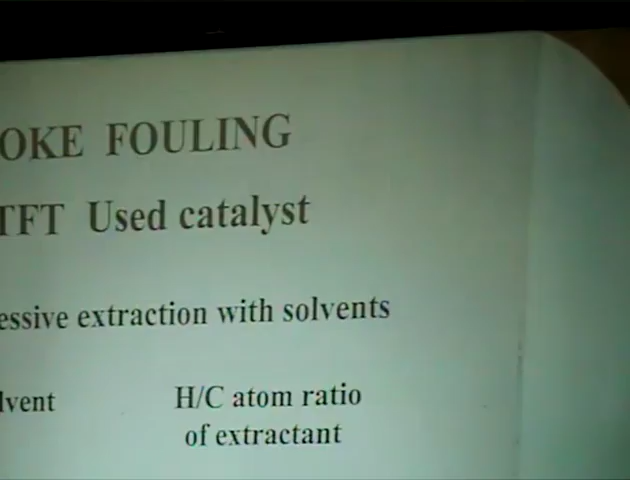 OKE FOULING
TFT Used catalyst
essive extraction with solvents
lvent H/C atom ratio
of extractant